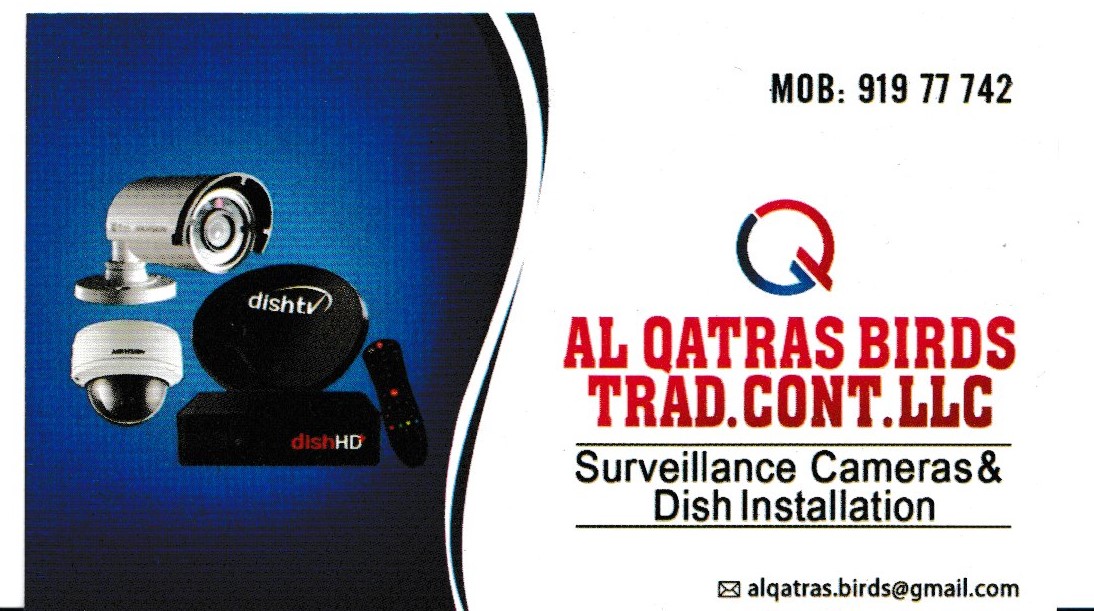 MOB: 919 77 742
AL QATRAS BIRDS
TRAD.CONT.LLC
Surveillance Cameras&
Dish Installation
alqatras.birds@gmail.com
dishtv
HIKVISION
dishHD